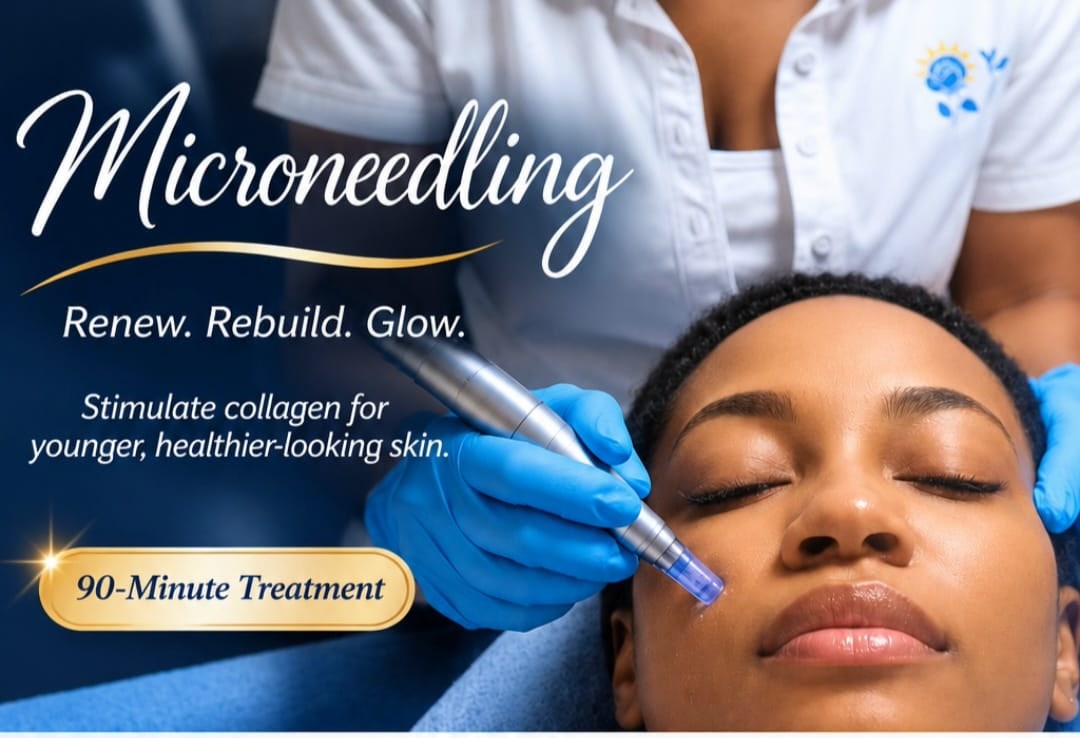 Microneedling
Renew. Rebuild. Glow.
Stimulate collagen for
younger, healthier-looking skin.
90-Minute Treatment